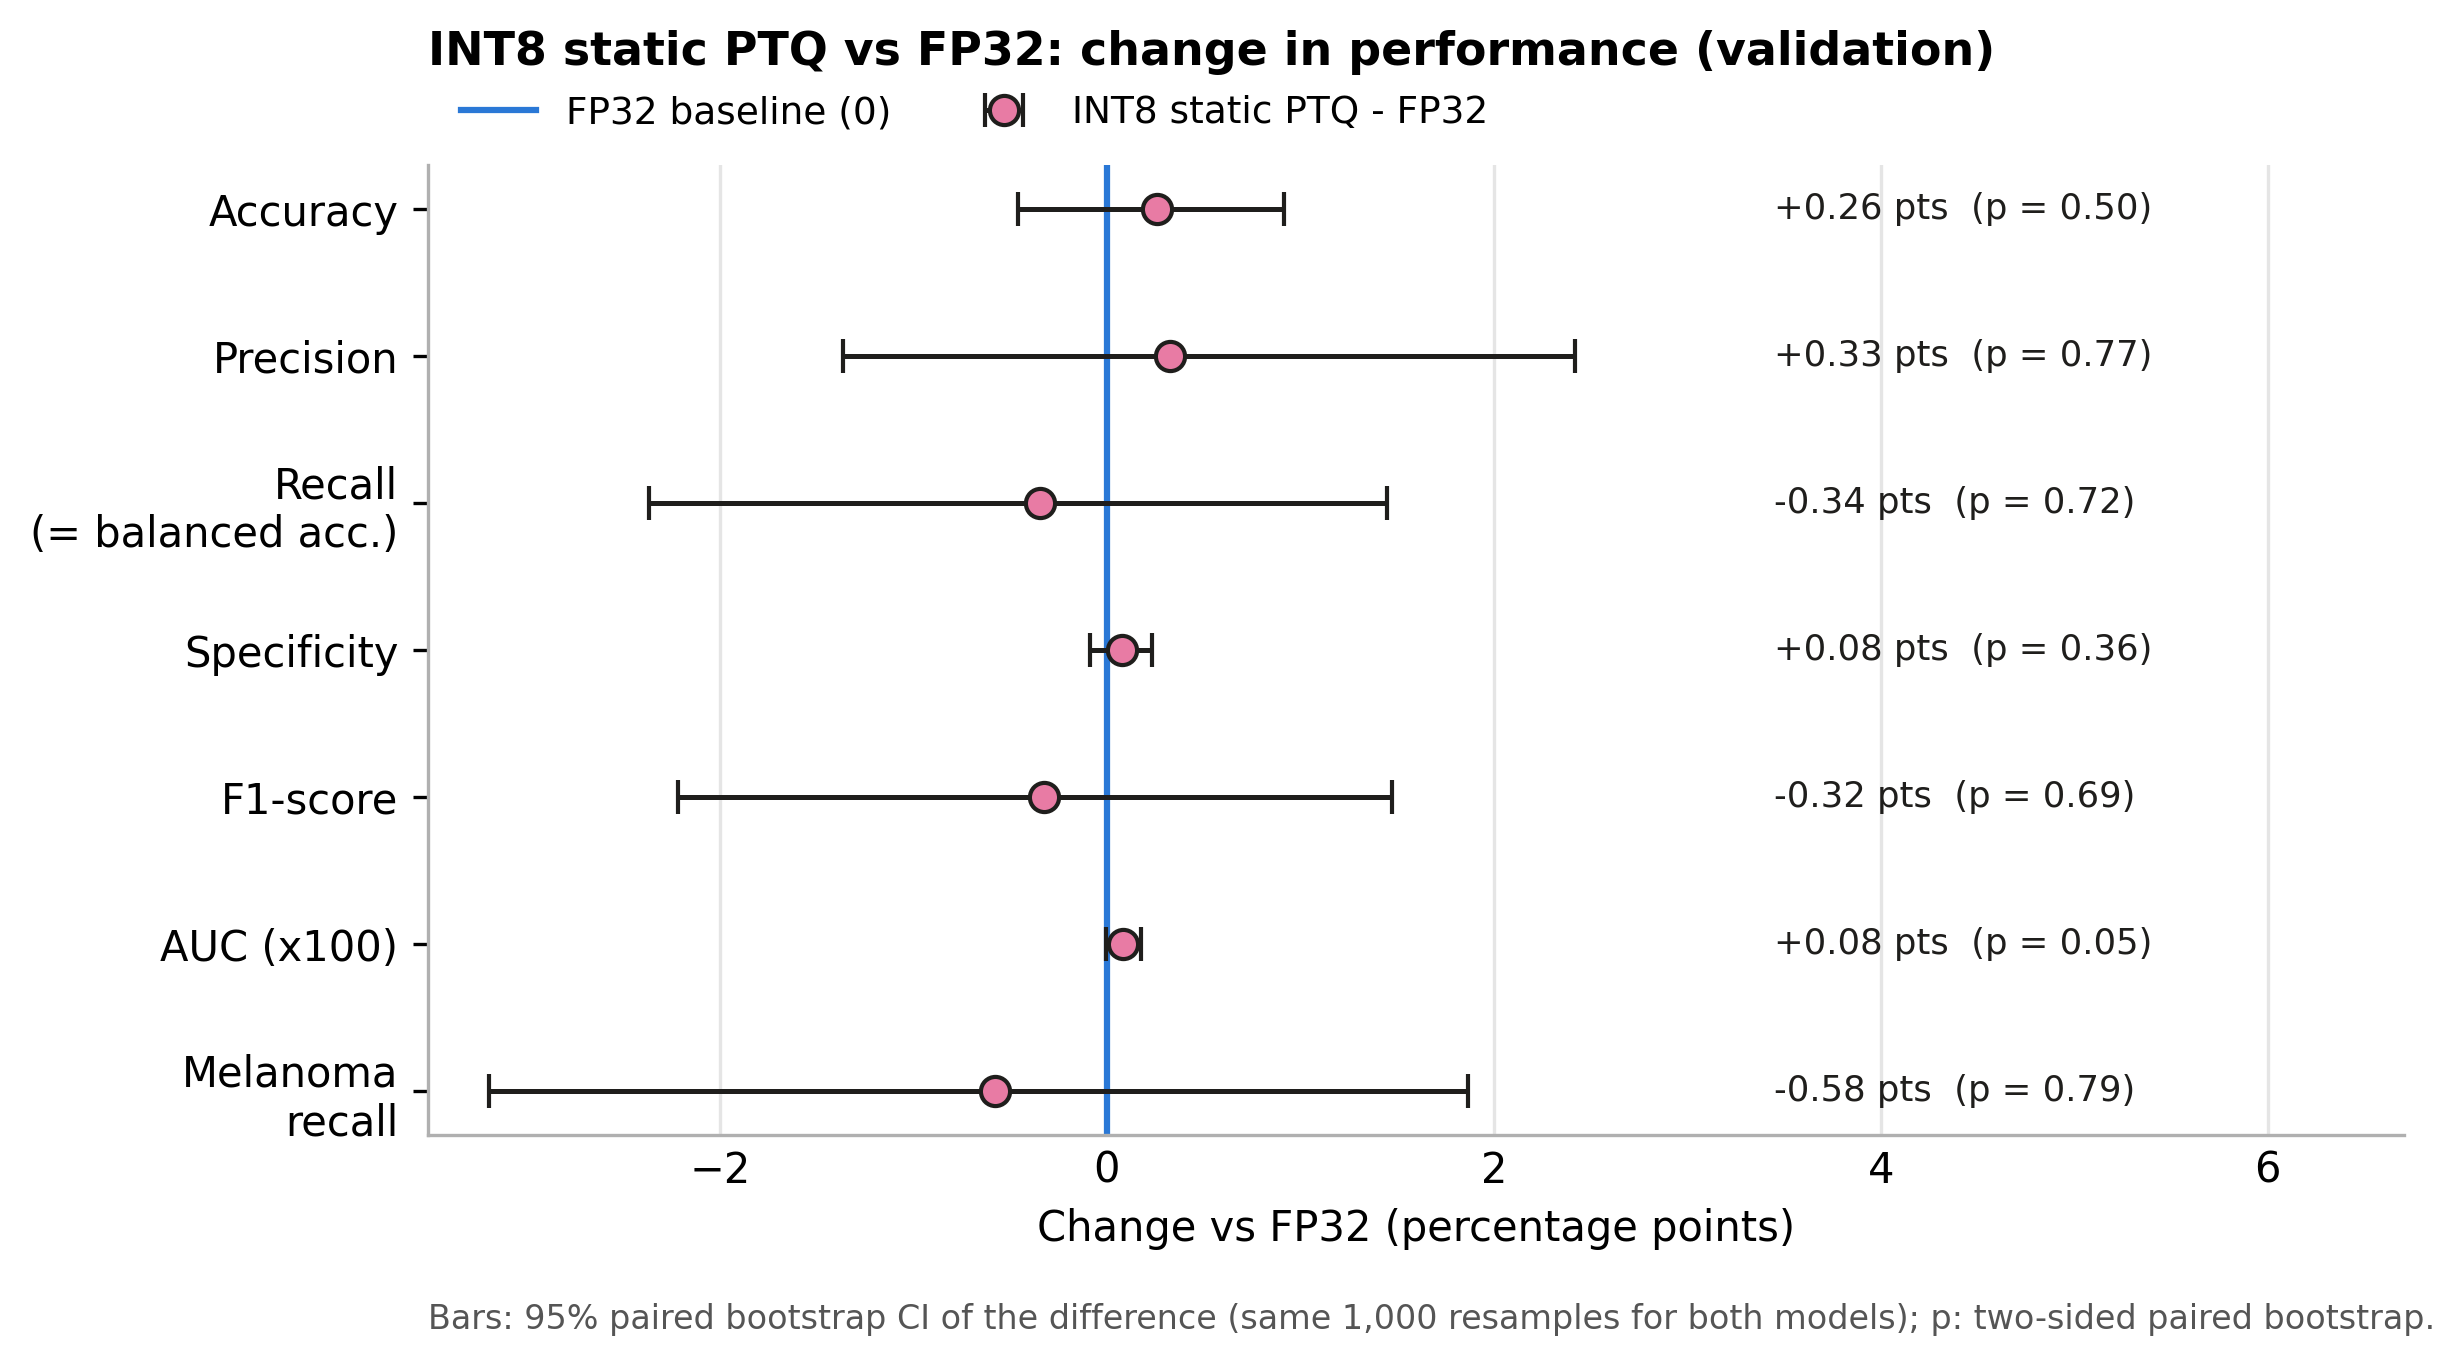 INT8 static PTQ vs FP32: change in performance (validation)
FP32 baseline (0) INT8 static PTQ - FP32
Accuracy +0.26 pts (p = 0.50)
Precision +0.33 pts (p = 0.77)
Recall
(= balanced acc.) -0.34 pts (p = 0.72)
Specificity +0.08 pts (p = 0.36)
F1-score -0.32 pts (p = 0.69)
AUC (x100) +0.08 pts (p = 0.05)
Melanoma
recall -0.58 pts (p = 0.79)
−2 0 2 4 6
Change vs FP32 (percentage points)
Bars: 95% paired bootstrap CI of the difference (same 1,000 resamples for both models); p: two-sided paired bootstrap.